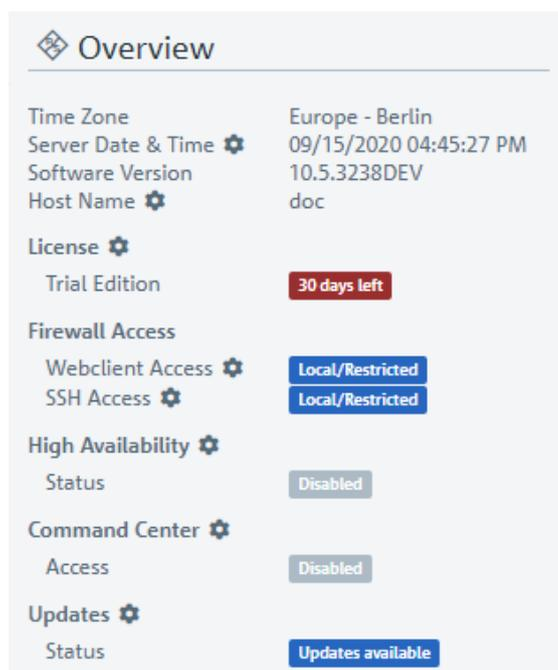 Overview
Time Zone Europe - Berlin
Server Date & Time 09/15/2020 04:45:27 PM
Software Version 10.5.3238DEV
Host Name doc
License
Trial Edition 30 days left
Firewall Access
Webclient Access Local/Restricted
SSH Access Local/Restricted
High Availability
Status Disabled
Command Center
Access Disabled
Updates
Status Updates available